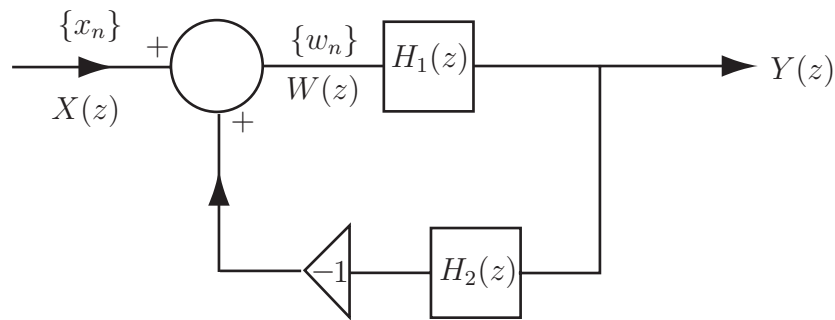 {x_n}
+
{w_n}
H_1(z)
Y(z)
X(z)
W(z)
+
-1
H_2(z)